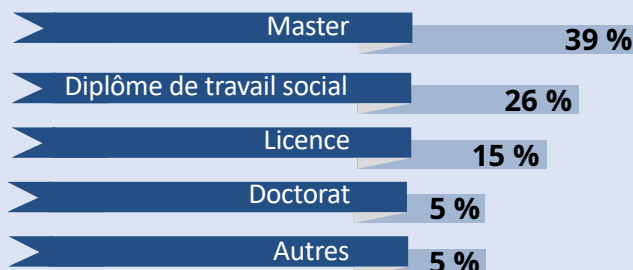 Master
39 %
Diplôme de travail social
26 %
Licence
15 %
Doctorat
5 %
Autres
5 %